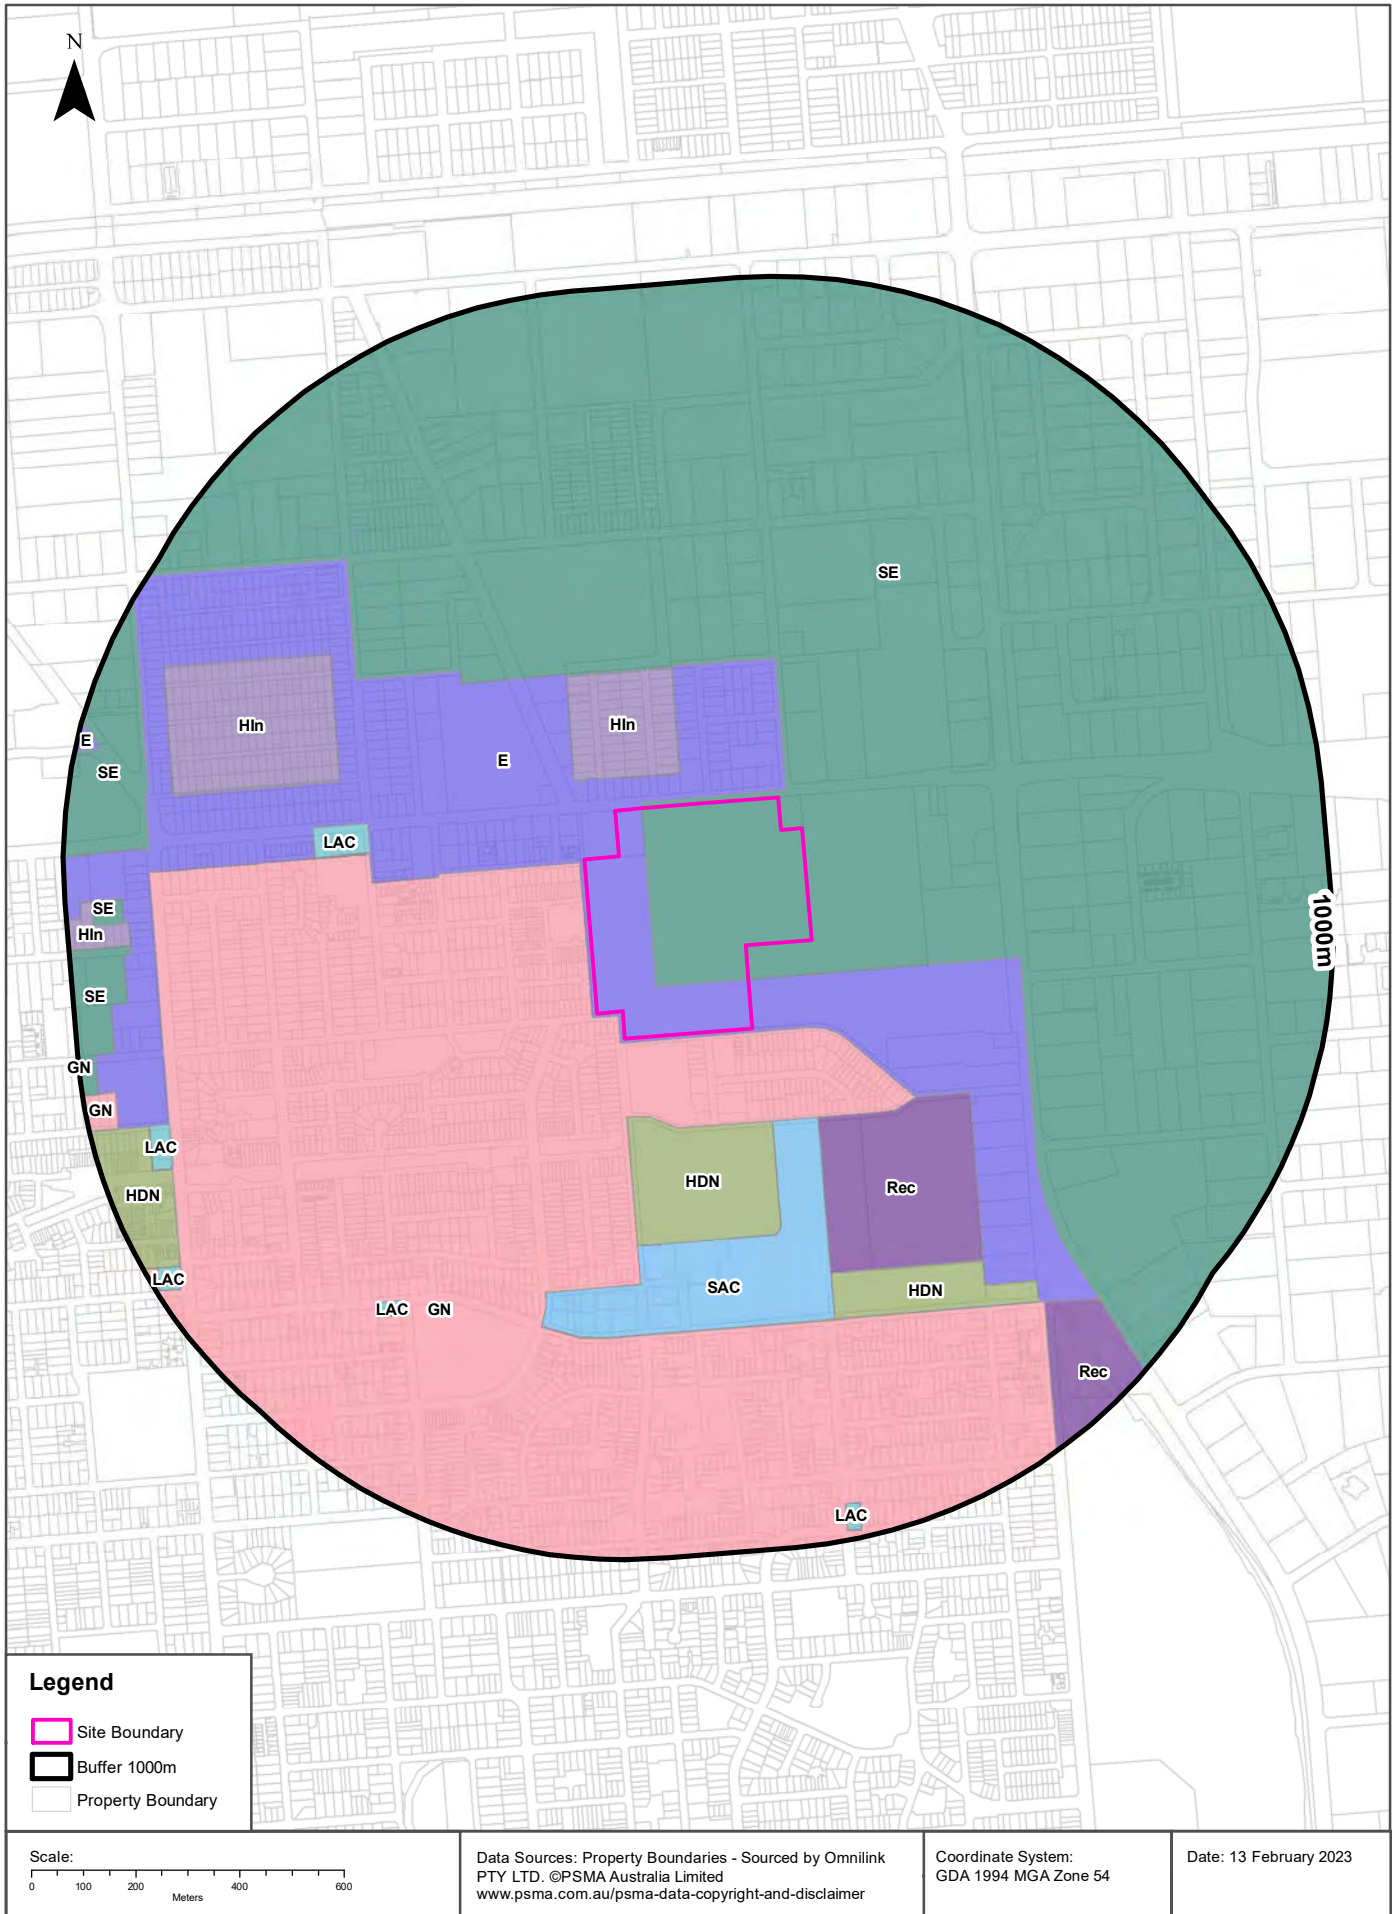 N
SE
HIn
HIn
E
E
SE
LAC
SE
HIn
1000m
SE
GN
GN
LAC
HDN
HDN
Rec
LAC
SAC
HDN
LAC
GN
Rec
LAC
Legend
Site Boundary
Buffer 1000m
Property Boundary
Scale:
0 100 200 400 600
Meters
Data Sources: Property Boundaries - Sourced by Omnilink
PTY LTD. ©PSMA Australia Limited
www.psma.com.au/psma-data-copyright-and-disclaimer
Coordinate System:
GDA 1994 MGA Zone 54
Date: 13 February 2023